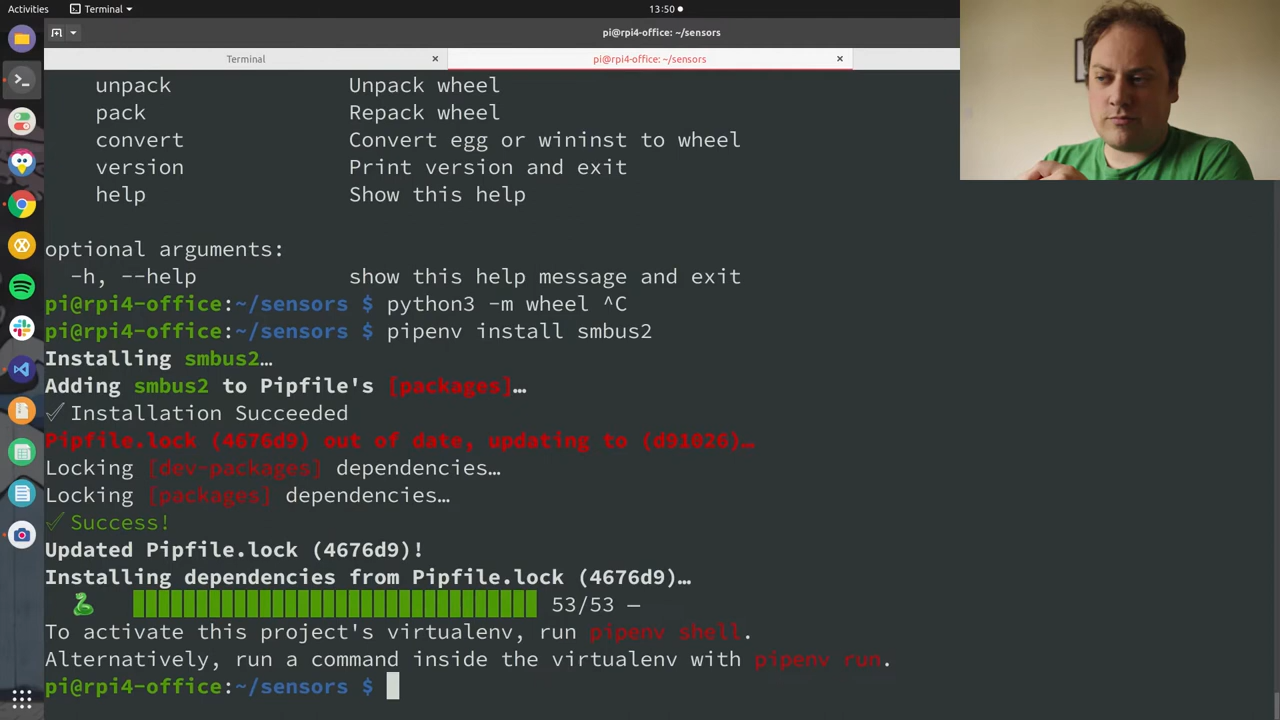 Activities
Terminal
13:50
pi@rpi4-office: ~/sensors
Terminal
pi@rpi4-office: ~/sensors
unpack Unpack wheel
pack Repack wheel
convert Convert egg or wininst to wheel
version Print version and exit
help Show this help
optional arguments:
-h, --help show this help message and exit
pi@rpi4-office:~/sensors $ python3 -m wheel ^C
pi@rpi4-office:~/sensors $ pipenv install smbus2
Installing smbus2…
Adding smbus2 to Pipfile's [packages]…
✓ Installation Succeeded
Pipfile.lock (4676d9) out of date, updating to (d91026)…
Locking [dev-packages] dependencies…
Locking [packages] dependencies…
✓ Success!
Updated Pipfile.lock (4676d9)!
Installing dependencies from Pipfile.lock (4676d9)…
53/53 —
To activate this project's virtualenv, run pipenv shell.
Alternatively, run a command inside the virtualenv with pipenv run.
pi@rpi4-office:~/sensors $